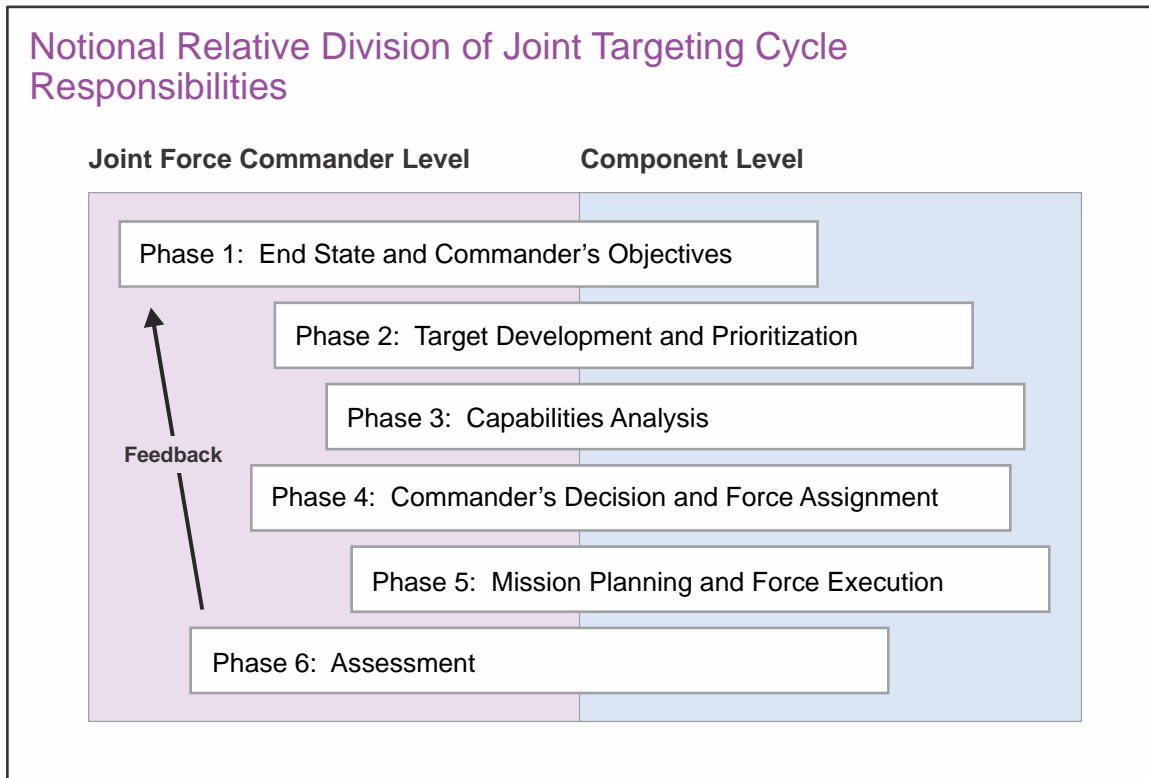 Notional Relative Division of Joint Targeting Cycle
Responsibilities
Joint Force Commander Level
Component Level
Phase 1:  End State and Commander’s Objectives
Phase 2:  Target Development and Prioritization
Phase 3:  Capabilities Analysis
Feedback
Phase 4:  Commander’s Decision and Force Assignment
Phase 5:  Mission Planning and Force Execution
Phase 6:  Assessment